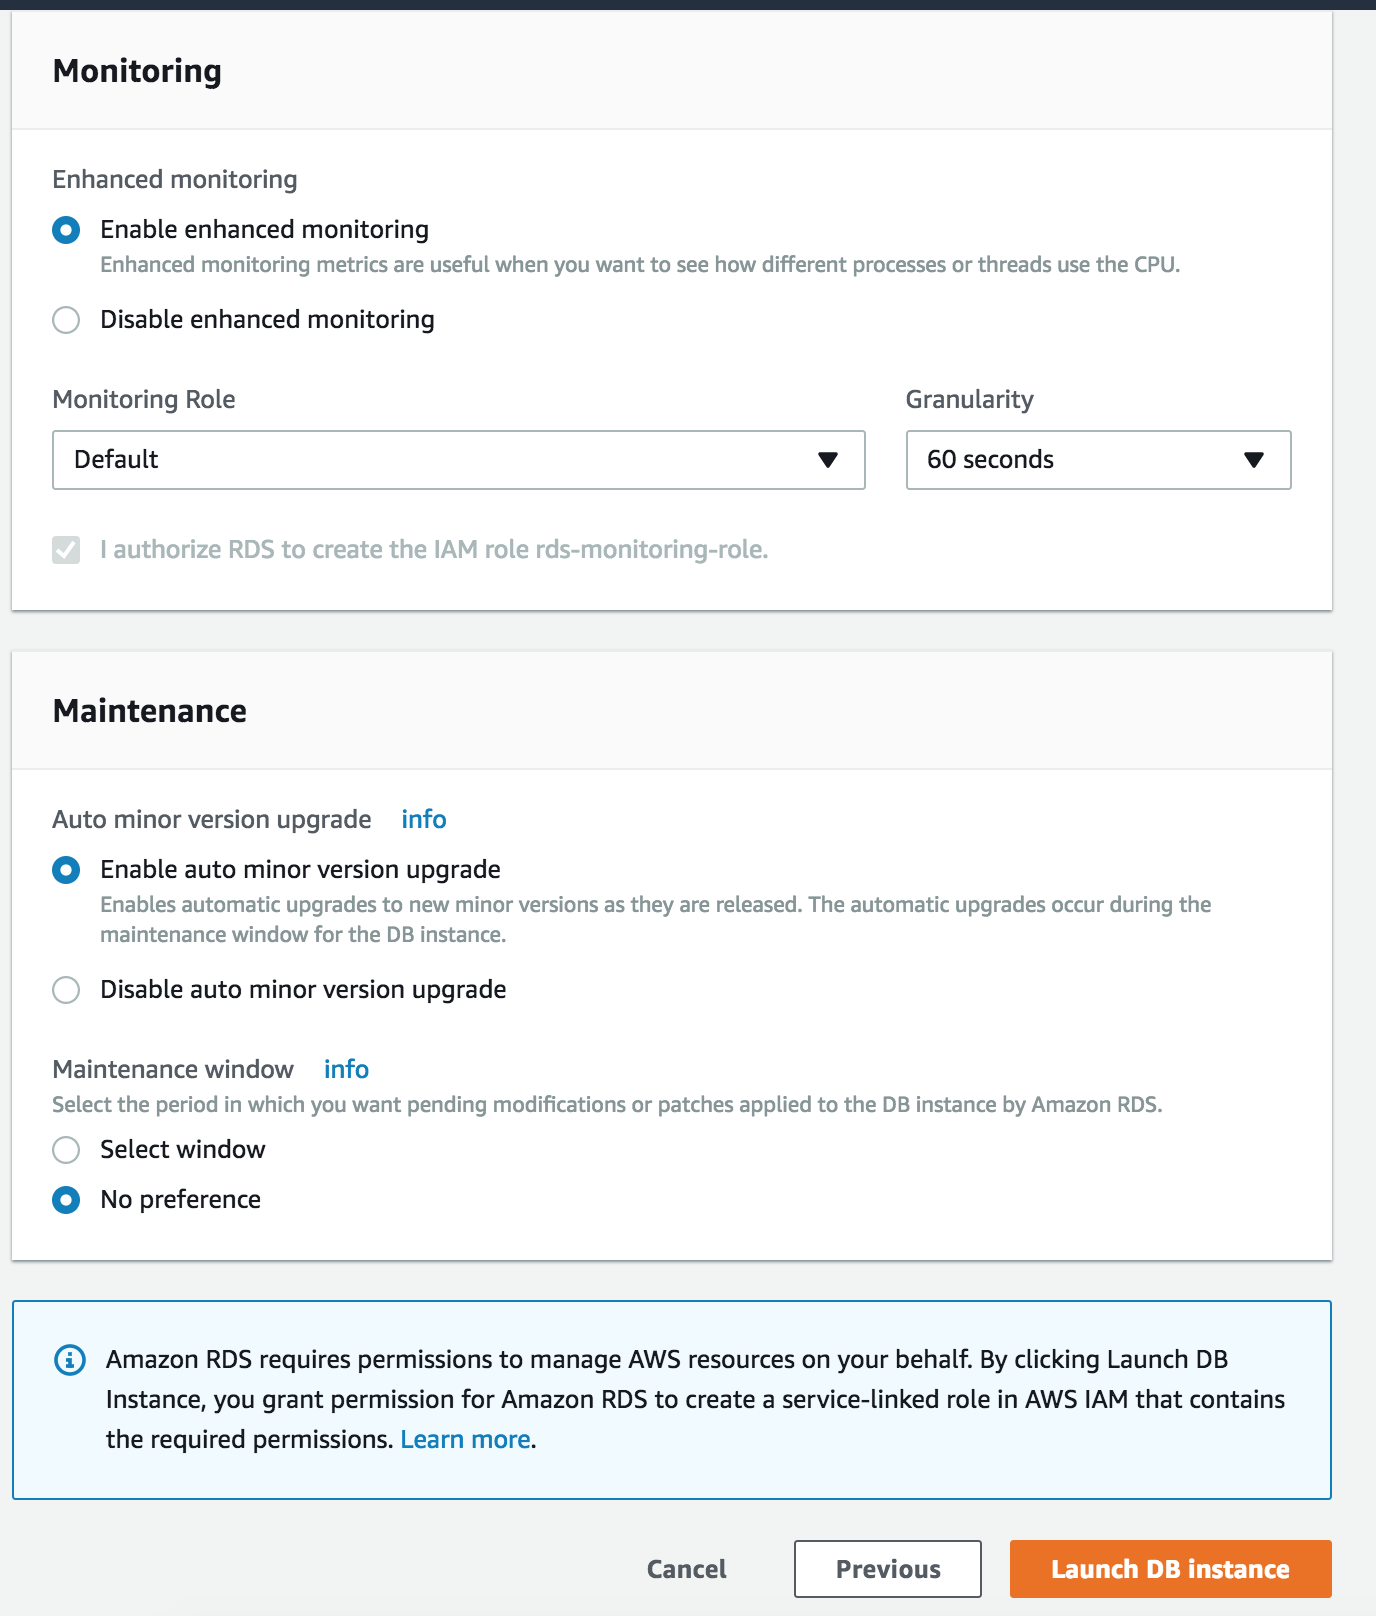 Monitoring
Enhanced monitoring
Enable enhanced monitoring
Enhanced monitoring metrics are useful when you want to see how different processes or threads use the CPU.
Disable enhanced monitoring
Monitoring Role
Granularity
Default
60 seconds
I authorize RDS to create the IAM role rds-monitoring-role.
Maintenance
Auto minor version upgrade info
Enable auto minor version upgrade
Enables automatic upgrades to new minor versions as they are released. The automatic upgrades occur during the
maintenance window for the DB instance.
Disable auto minor version upgrade
Maintenance window info
Select the period in which you want pending modifications or patches applied to the DB instance by Amazon RDS.
Select window
No preference
Amazon RDS requires permissions to manage AWS resources on your behalf. By clicking Launch DB
Instance, you grant permission for Amazon RDS to create a service-linked role in AWS IAM that contains
the required permissions. Learn more.
Cancel
Previous
Launch DB instance